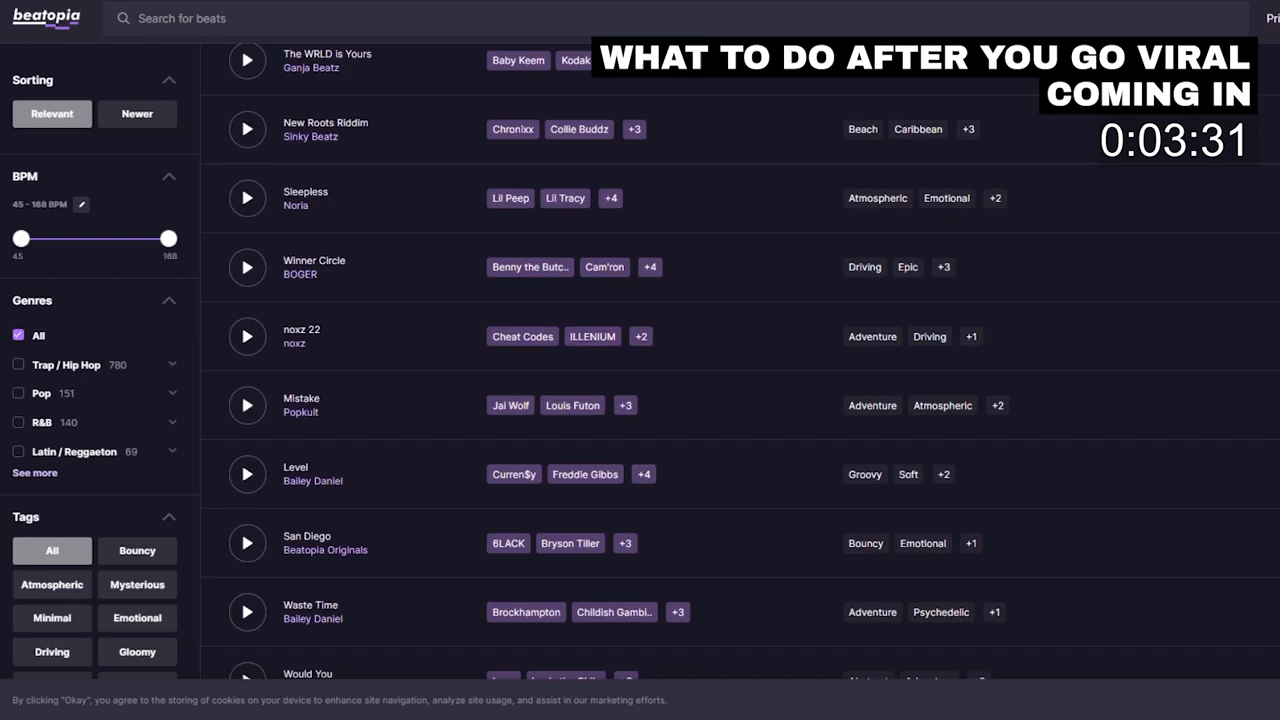 beatopia
Search for beats
Pri
WHAT TO DO AFTER YOU GO VIRAL
COMING IN
0:03:31
Sorting
Relevant Newer
BPM
45 - 168 BPM
45 168
Genres
All
Trap / Hip Hop 780
Pop 151
R&B 140
Latin / Reggaeton 69
See more
Tags
All Bouncy
Atmospheric Mysterious
Minimal Emotional
Driving Gloomy
The WRLD is Yours
Ganja Beatz
Baby Keem Kodak
New Roots Riddim
Sinky Beatz
Chronixx Collie Buddz +3 Beach Caribbean +3
Sleepless
Noria
Lil Peep Lil Tracy +4 Atmospheric Emotional +2
Winner Circle
BOGER
Benny the Butc.. Cam'ron +4 Driving Epic +3
noxz 22
noxz
Cheat Codes ILLENIUM +2 Adventure Driving +1
Mistake
Popkult
Jai Wolf Louis Futon +3 Adventure Atmospheric +2
Level
Bailey Daniel
Curren$y Freddie Gibbs +4 Groovy Soft +2
San Diego
Beatopia Originals
6LACK Bryson Tiller +3 Bouncy Emotional +1
Waste Time
Bailey Daniel
Brockhampton Childish Gambi.. +3 Adventure Psychedelic +1
Would You
By clicking "Okay", you agree to the storing of cookies on your device to enhance site navigation, analyze site usage, and assist in our marketing efforts.